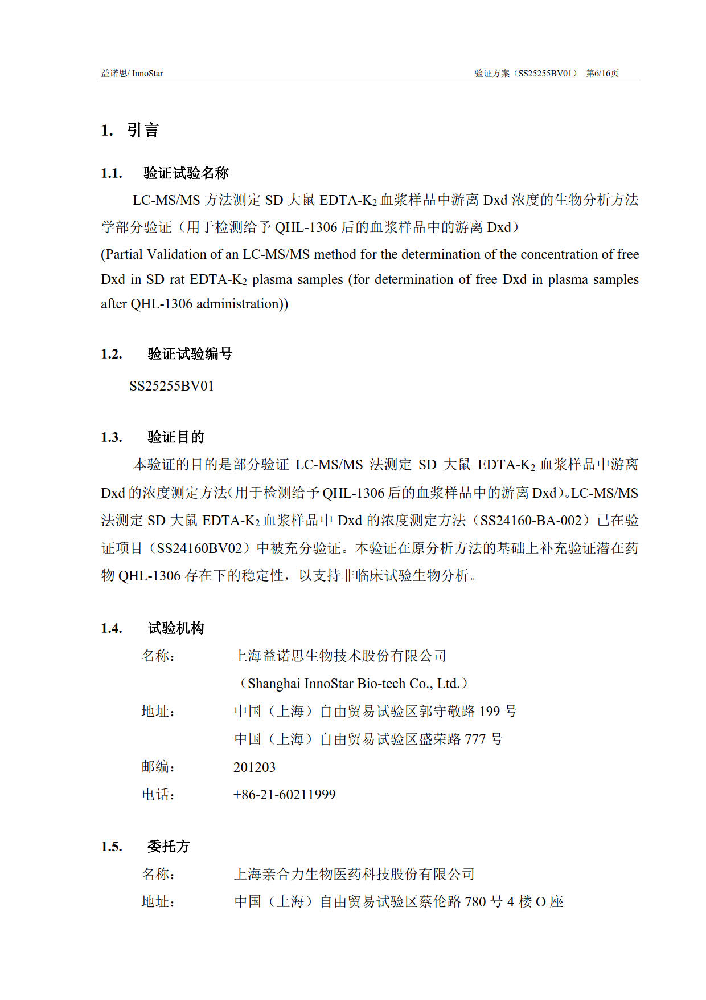 益诺思/ InnoStar 验证方案（SS25255BV01） 第6/16页
1. 引言
1.1. 验证试验名称
LC-MS/MS 方法测定 SD 大鼠 EDTA-K2 血浆样品中游离 Dxd 浓度的生物分析方法
学部分验证（用于检测给予 QHL-1306 后的血浆样品中的游离 Dxd）
(Partial Validation of an LC-MS/MS method for the determination of the concentration of free
Dxd in SD rat EDTA-K2 plasma samples (for determination of free Dxd in plasma samples
after QHL-1306 administration))
1.2. 验证试验编号
SS25255BV01
1.3. 验证目的
本验证的目的是部分验证 LC-MS/MS 法测定 SD 大鼠 EDTA-K2 血浆样品中游离
Dxd 的浓度测定方法（用于检测给予 QHL-1306 后的血浆样品中的游离 Dxd）。LC-MS/MS
法测定 SD 大鼠 EDTA-K2 血浆样品中 Dxd 的浓度测定方法（SS24160-BA-002）已在验
证项目（SS24160BV02）中被充分验证。本验证在原分析方法的基础上补充验证潜在药
物 QHL-1306 存在下的稳定性，以支持非临床试验生物分析。
1.4. 试验机构
名称： 上海益诺思生物技术股份有限公司
（Shanghai InnoStar Bio-tech Co., Ltd.）
地址： 中国（上海）自由贸易试验区郭守敬路 199 号
中国（上海）自由贸易试验区盛荣路 777 号
邮编： 201203
电话： +86-21-60211999
1.5. 委托方
名称： 上海亲合力生物医药科技股份有限公司
地址： 中国（上海）自由贸易试验区蔡伦路 780 号 4 楼 O 座